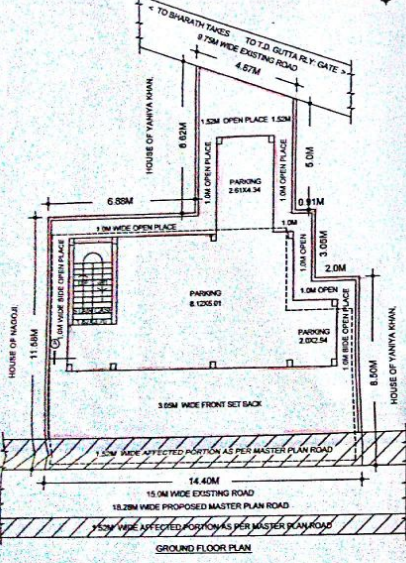 < TO BHARATH TAKES TO T.D. GUTTA RLY: GATE >
9.75M WIDE EXISTING ROAD
4.87M
1.52M OPEN PLACE 1.52M
HOUSE OF YANIYA KHAN,
6.62M
5.0M
1.0M OPEN PLACE
PARKING
2.61X4.34
1.0M OPEN PLACE
6.88M
0.91M
1.0M WIDE OPEN PLACE
1.0M
3.05M
1.0M OPEN
2.0M
1.0M OPEN
HOUSE OF NADOJI,
11.58M
1.0M WIDE SIDE OPEN PLACE
PARKING
8.12X5.01
PARKING
2.0X2.54
1.0M SIDE OPEN PLACE
8.50M
HOUSE OF YANIYA KHAN,
3.05M WIDE FRONT SET BACK
1.52M WIDE AFFECTED PORTION AS PER MASTER PLAN ROAD
14.40M
15.0M WIDE EXISTING ROAD
18.28M WIDE PROPOSED MASTER PLAN ROAD
1.52M WIDE AFFECTED PORTION AS PER MASTER PLAN ROAD
GROUND FLOOR PLAN